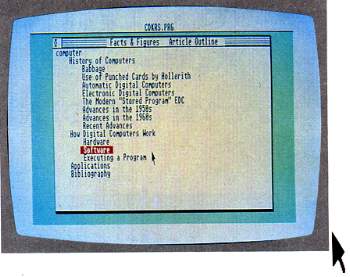 CDKRS.PRG
Facts & Figures Article Outline
computer
History of Computers
Babbage
Use of Punched Cards by Hollerith
Automatic Digital Computers
Electronic Digital Computers
The Modern "Stored Program" EDC
Advances in the 1950s
Advances in the 1960s
Recent Advances
How Digital Computers Work
Hardware
Software
Executing a Program
Applications
Bibliography